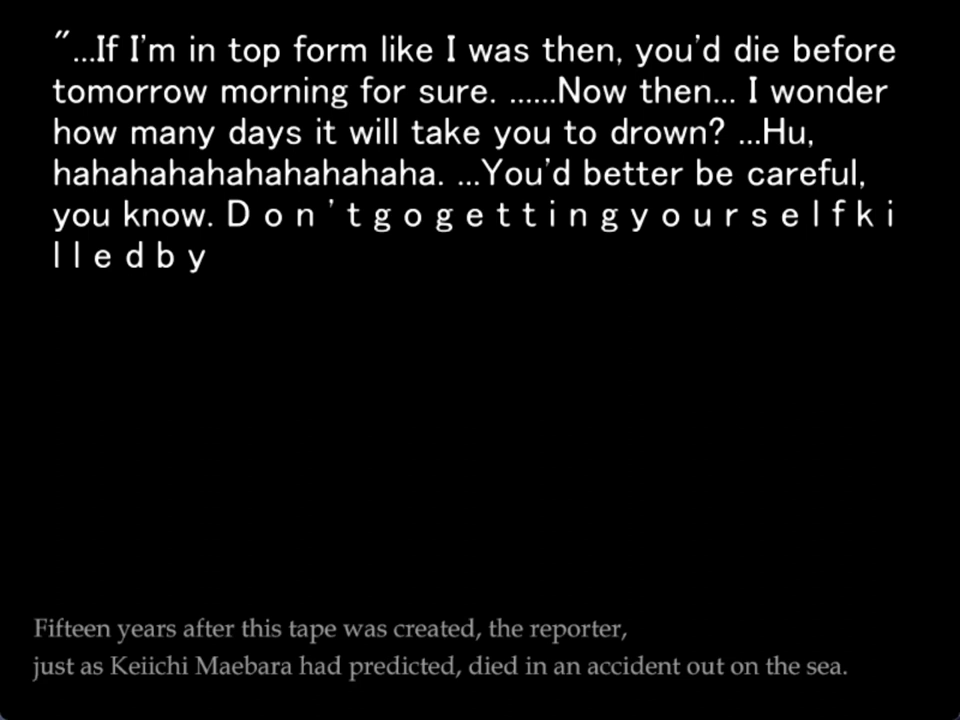 "...If I'm in top form like I was then, you'd die before
tomorrow morning for sure. ......Now then... I wonder
how many days it will take you to drown? ...Hu,
hahahahahahahahahaha. ...You'd better be careful,
you know. D o n ' t g o g e t t i n g y o u r s e l f k i
l l e d b y
Fifteen years after this tape was created, the reporter,
just as Keiichi Maebara had predicted, died in an accident out on the sea.